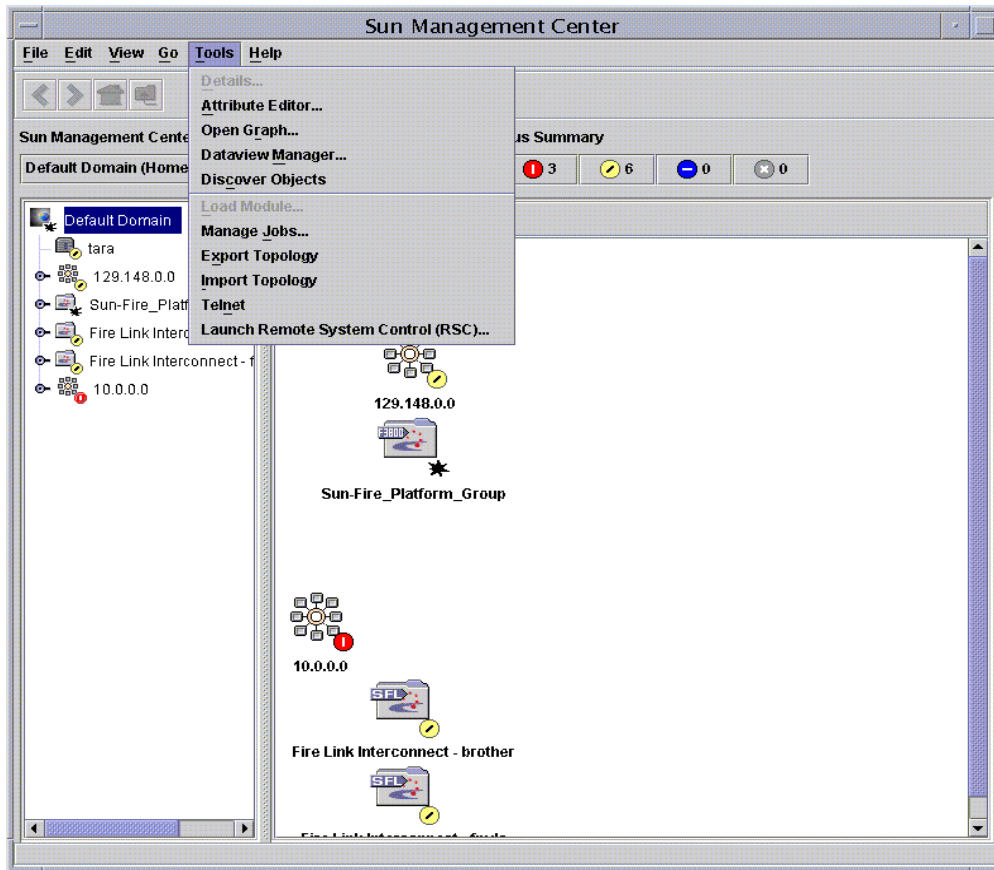 Sun Management Center
File Edit View Go Tools Help
Details...
Attribute Editor...
Open Graph...
Dataview Manager...
Discover Objects
Load Module...
Manage Jobs...
Export Topology
Import Topology
Telnet
Launch Remote System Control (RSC)...
Sun Management Cente
us Summary
Default Domain (Home
3 6 0 0
Default Domain
tara
129.148.0.0
Sun-Fire_Platf
Fire Link Interc
Fire Link Interconnect - f
10.0.0.0
129.148.0.0
Sun-Fire_Platform_Group
10.0.0.0
SFL
Fire Link Interconnect - brother
SFL